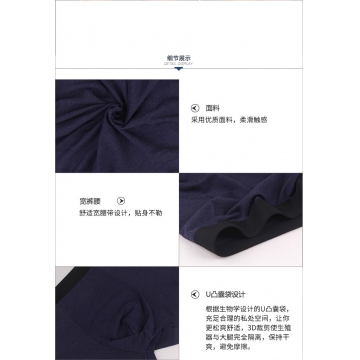 细节展示
DETAIL DISPLAY
面料
采用优质面料，柔滑触感
宽裤腰
舒适宽腰带设计，贴身不勒
U凸囊袋设计
根据生物学设计的U凸囊袋，
充足合理的私处空间，让你
更松爽舒适，3D裁剪使生殖
器与大腿完全隔离，保持干
爽，避免摩擦。